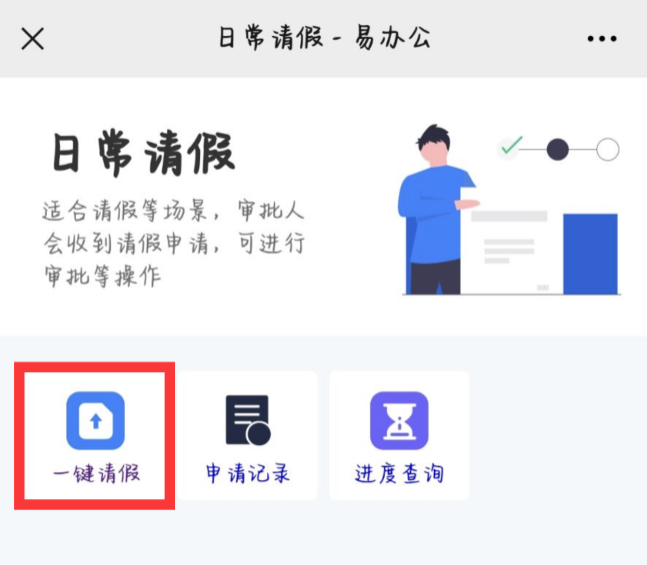 日常请假 - 易办公
日常请假
适合请假等场景，审批人
会收到请假申请，可进行
审批等操作
一键请假
申请记录
进度查询